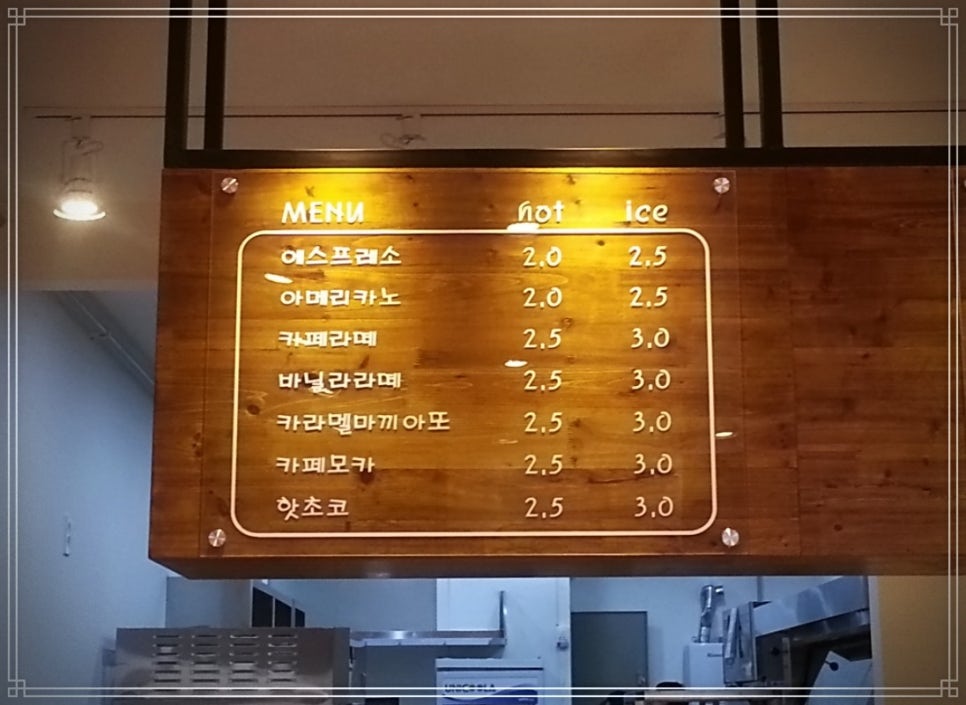 MENU hot ice
에스프레소 2.0 2.5
아메리카노 2.0 2.5
카페라떼 2.5 3.0
바닐라라떼 2.5 3.0
카라멜마끼아또 2.5 3.0
카페모카 2.5 3.0
핫초코 2.5 3.0